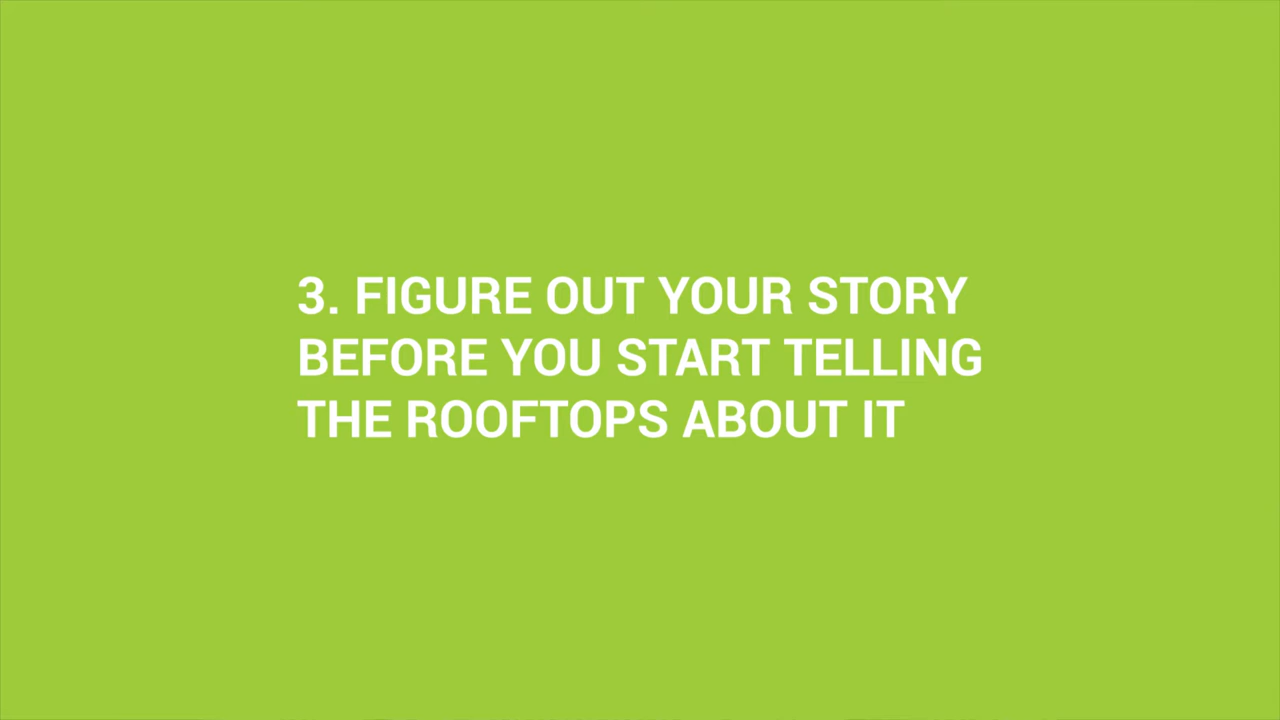 3. FIGURE OUT YOUR STORY
BEFORE YOU START TELLING
THE ROOFTOPS ABOUT IT